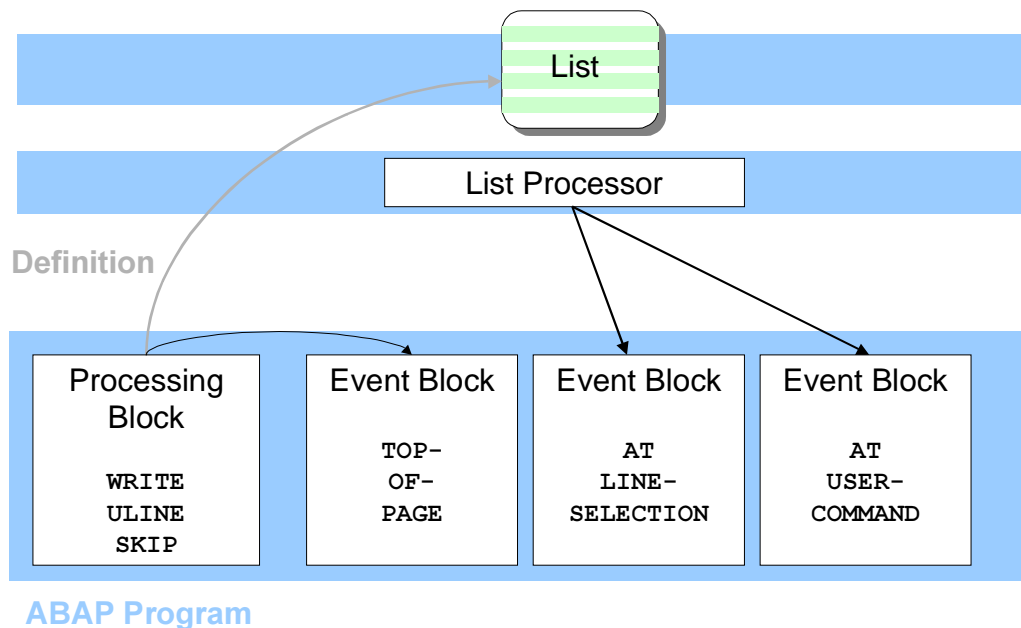 List
List Processor
Definition
Processing
Block
WRITE
ULINE
SKIP
Event Block
TOP-
OF-
PAGE
Event Block
AT
LINE-
SELECTION
Event Block
AT
USER-
COMMAND
ABAP Program